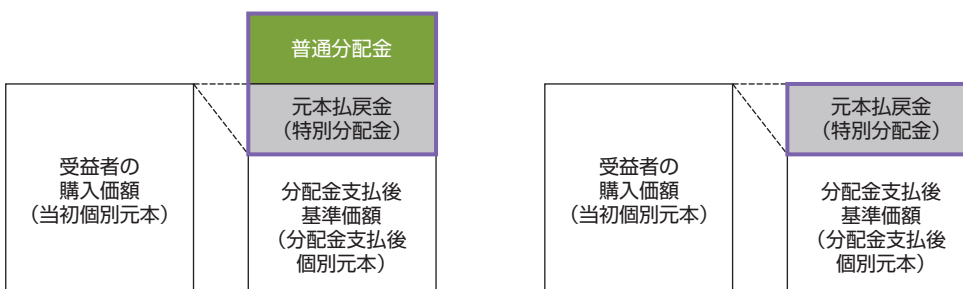 普通分配金
元本払戻金
（特別分配金）
受益者の
購入価額
（当初個別元本）
分配金支払後
基準価額
（分配金支払後
個別元本）
元本払戻金
（特別分配金）
受益者の
購入価額
（当初個別元本）
分配金支払後
基準価額
（分配金支払後
個別元本）